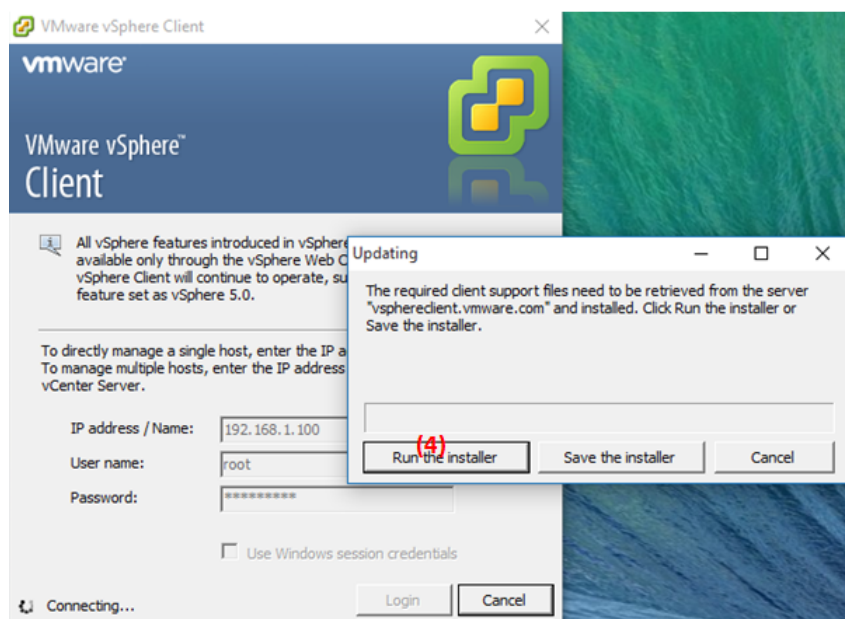 VMware vSphere Client
vmware
VMware vSphere™
Client
All vSphere features introduced in vSphere
available only through the vSphere Web C
vSphere Client will continue to operate, su
feature set as vSphere 5.0.
To directly manage a single host, enter the IP a
To manage multiple hosts, enter the IP address
vCenter Server.
IP address / Name: 192.168.1.100
User name: root
Password: *********
Use Windows session credentials
Connecting...
Login Cancel
Updating
The required client support files need to be retrieved from the server
"vsphereclient.vmware.com" and installed. Click Run the installer or
Save the installer.
(4)
Run the installer Save the installer Cancel